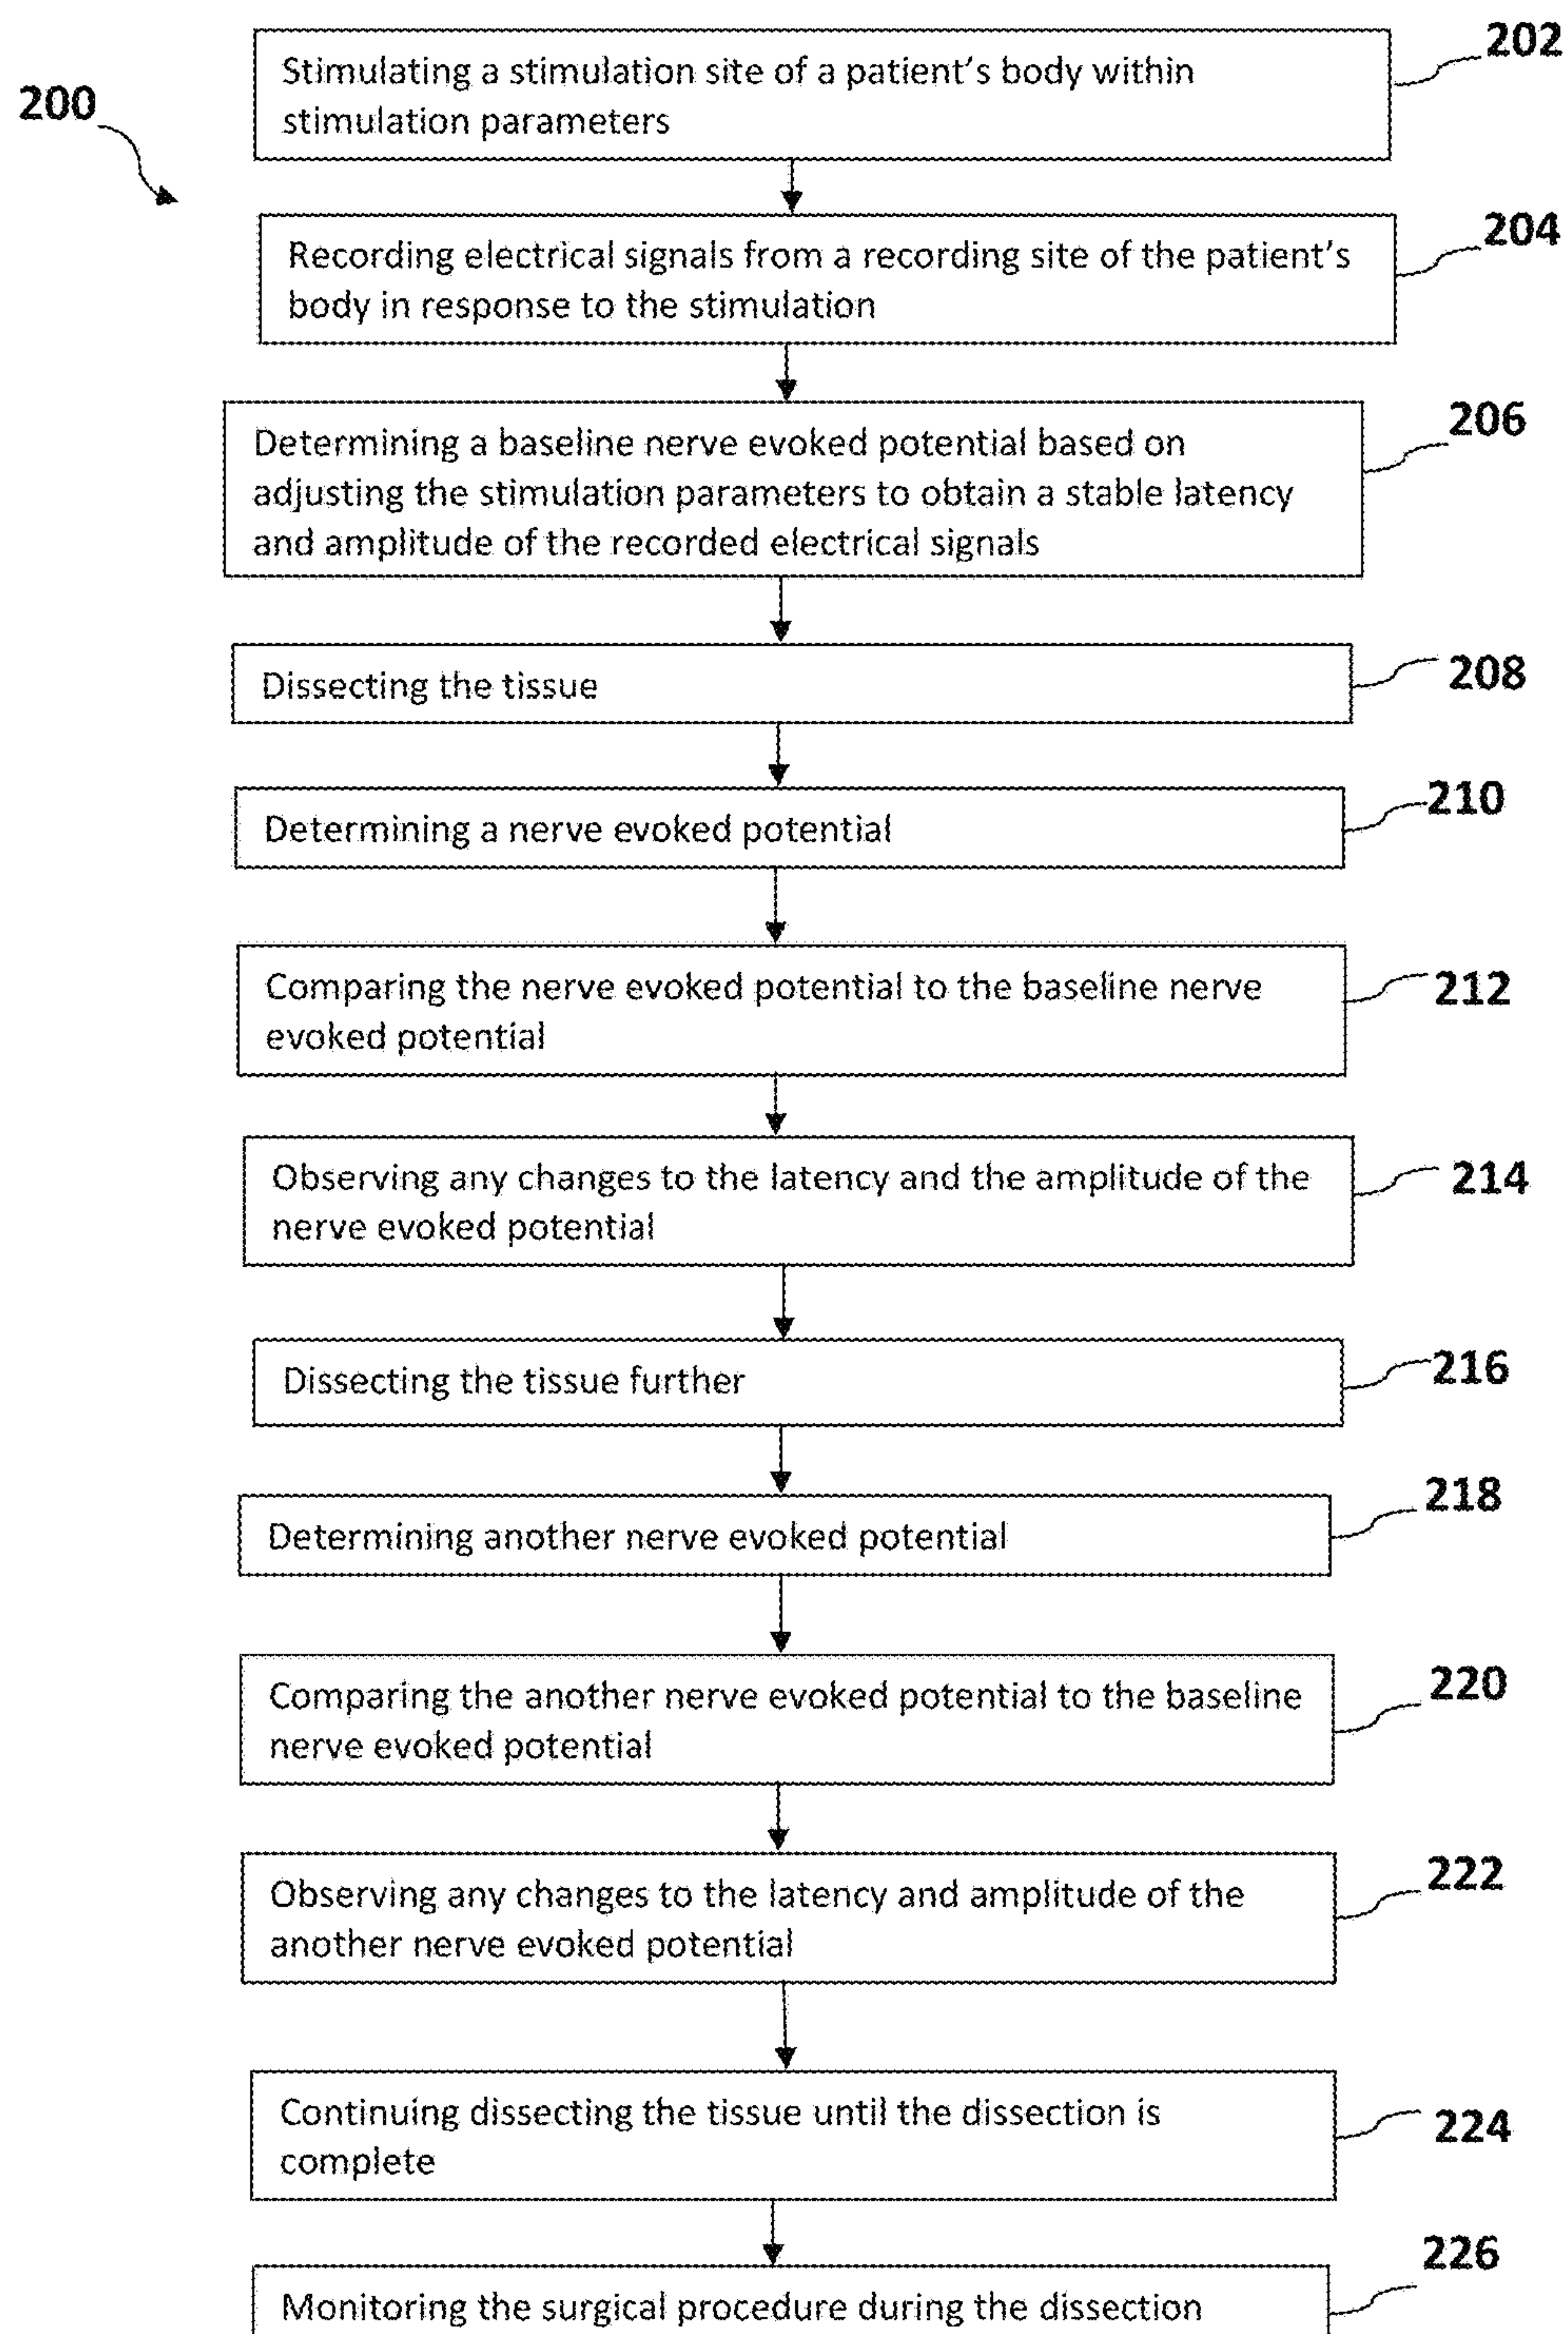 202
Stimulating a stimulation site of a patient's body within
stimulation parameters
200
204
Recording electrical signals from a recording site of the patient's
body in response to the stimulation
206
Determining a baseline nerve evoked potential based on
adjusting the stimulation parameters to obtain a stable latency
and amplitude of the recorded electrical signals
208
Dissecting the tissue
210
Determining a nerve evoked potential
212
Comparing the nerve evoked potential to the baseline nerve
evoked potential
214
Observing any changes to the latency and the amplitude of the
nerve evoked potential
216
Dissecting the tissue further
218
Determining another nerve evoked potential
220
Comparing the another nerve evoked potential to the baseline
nerve evoked potential
222
Observing any changes to the latency and amplitude of the
another nerve evoked potential
224
Continuing dissecting the tissue until the dissection is
complete
226
Monitoring the surgical procedure during the dissection